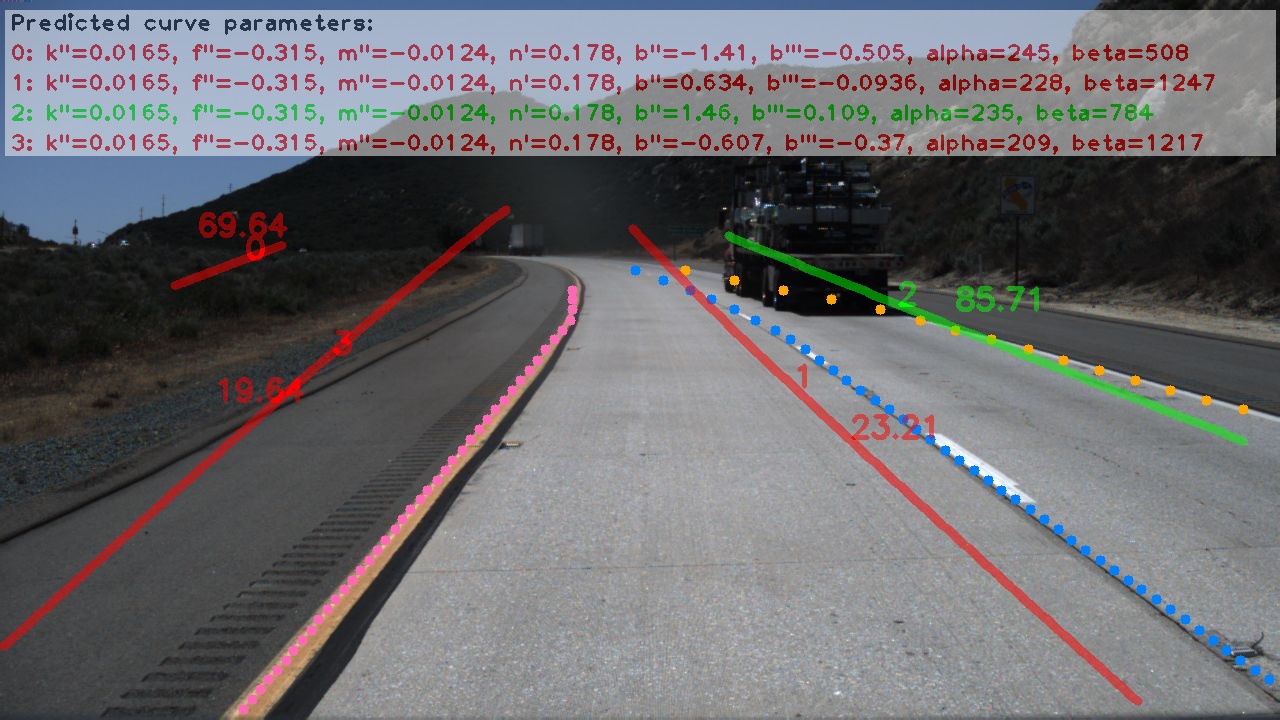 Predicted curve parameters:
0: k''=0.0165, f''=−0.315, m''=−0.0124, n'=0.178, b''=−1.41, b'''=−0.505, alpha=245, beta=508
1: k''=0.0165, f''=−0.315, m''=−0.0124, n'=0.178, b''=0.634, b'''=−0.0936, alpha=228, beta=1247
2: k''=0.0165, f''=−0.315, m''=−0.0124, n'=0.178, b''=1.46, b'''=0.109, alpha=235, beta=784
3: k''=0.0165, f''=−0.315, m''=−0.0124, n'=0.178, b''=−0.607, b'''=−0.37, alpha=209, beta=1217
69.64
0
2
85.71
3
1
19.64
23.21